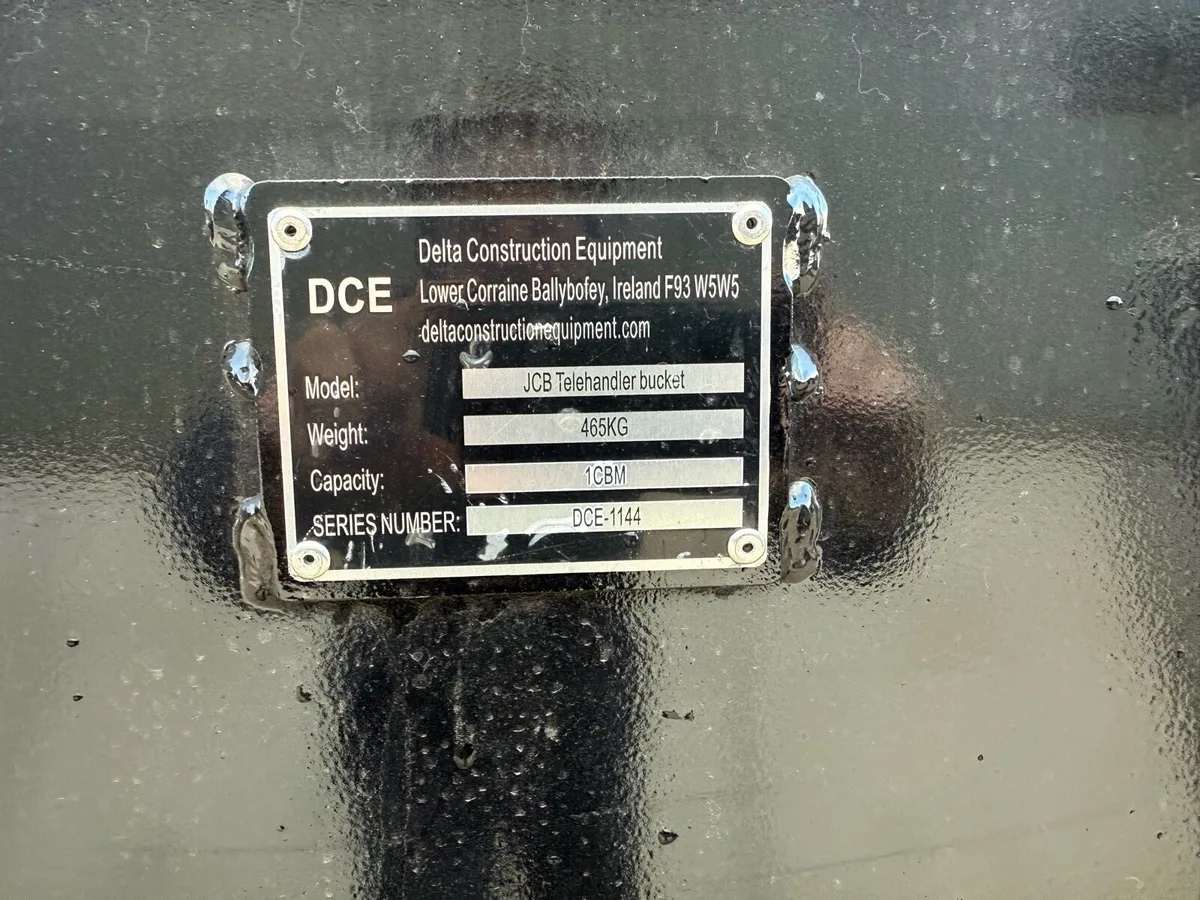 DCE
Delta Construction Equipment
Lower Corraine Ballybofey, Ireland F93 W5W5
deltaconstructionequipment.com
Model: JCB Telehandler bucket
Weight: 465KG
Capacity: 1CBM
SERIES NUMBER: DCE-1144